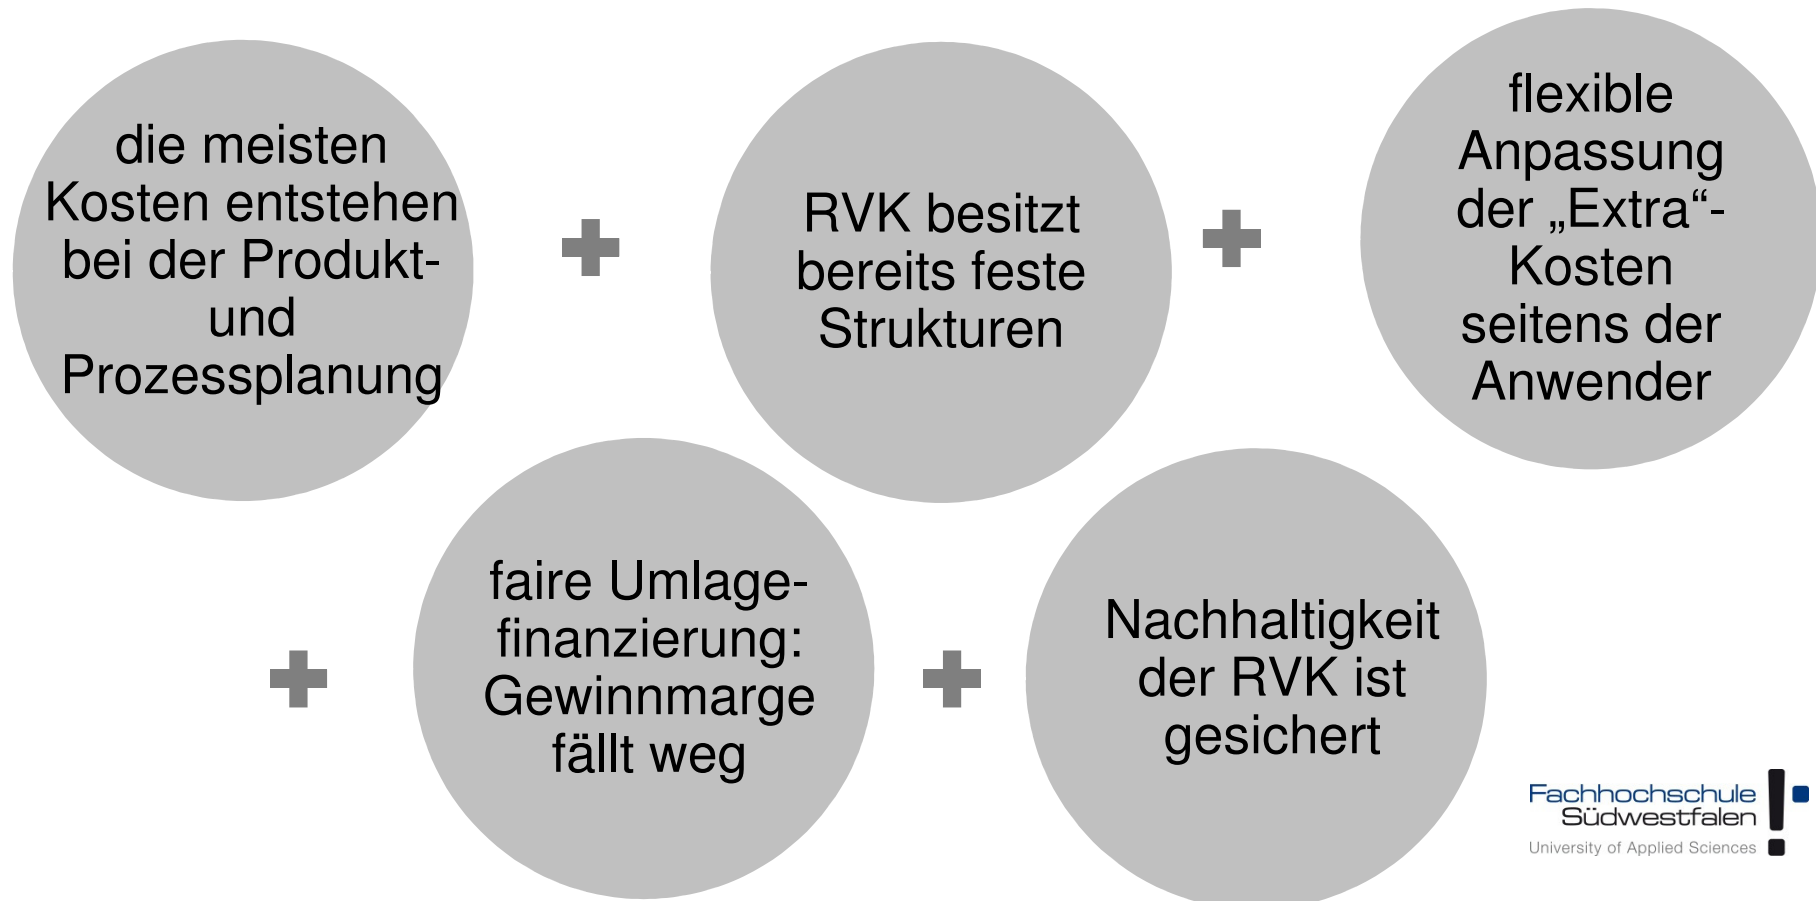 die meisten
Kosten entstehen
bei der Produkt-
und
Prozessplanung
RVK besitzt
bereits feste
Strukturen
flexible
Anpassung
der „Extra“-
Kosten
seitens der
Anwender
faire Umlage-
finanzierung:
Gewinnmarge
fällt weg
Nachhaltigkeit
der RVK ist
gesichert
Fachhochschule
Südwestfalen
University of Applied Sciences